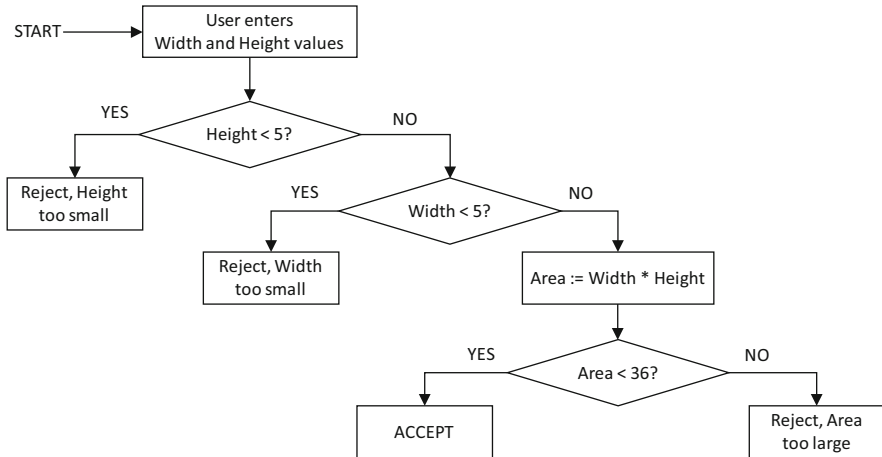 START
User enters
Width and Height values
YES
Height < 5?
NO
Reject, Height
too small
YES
Width < 5?
NO
Reject, Width
too small
Area := Width * Height
YES
Area < 36?
NO
ACCEPT
Reject, Area
too large